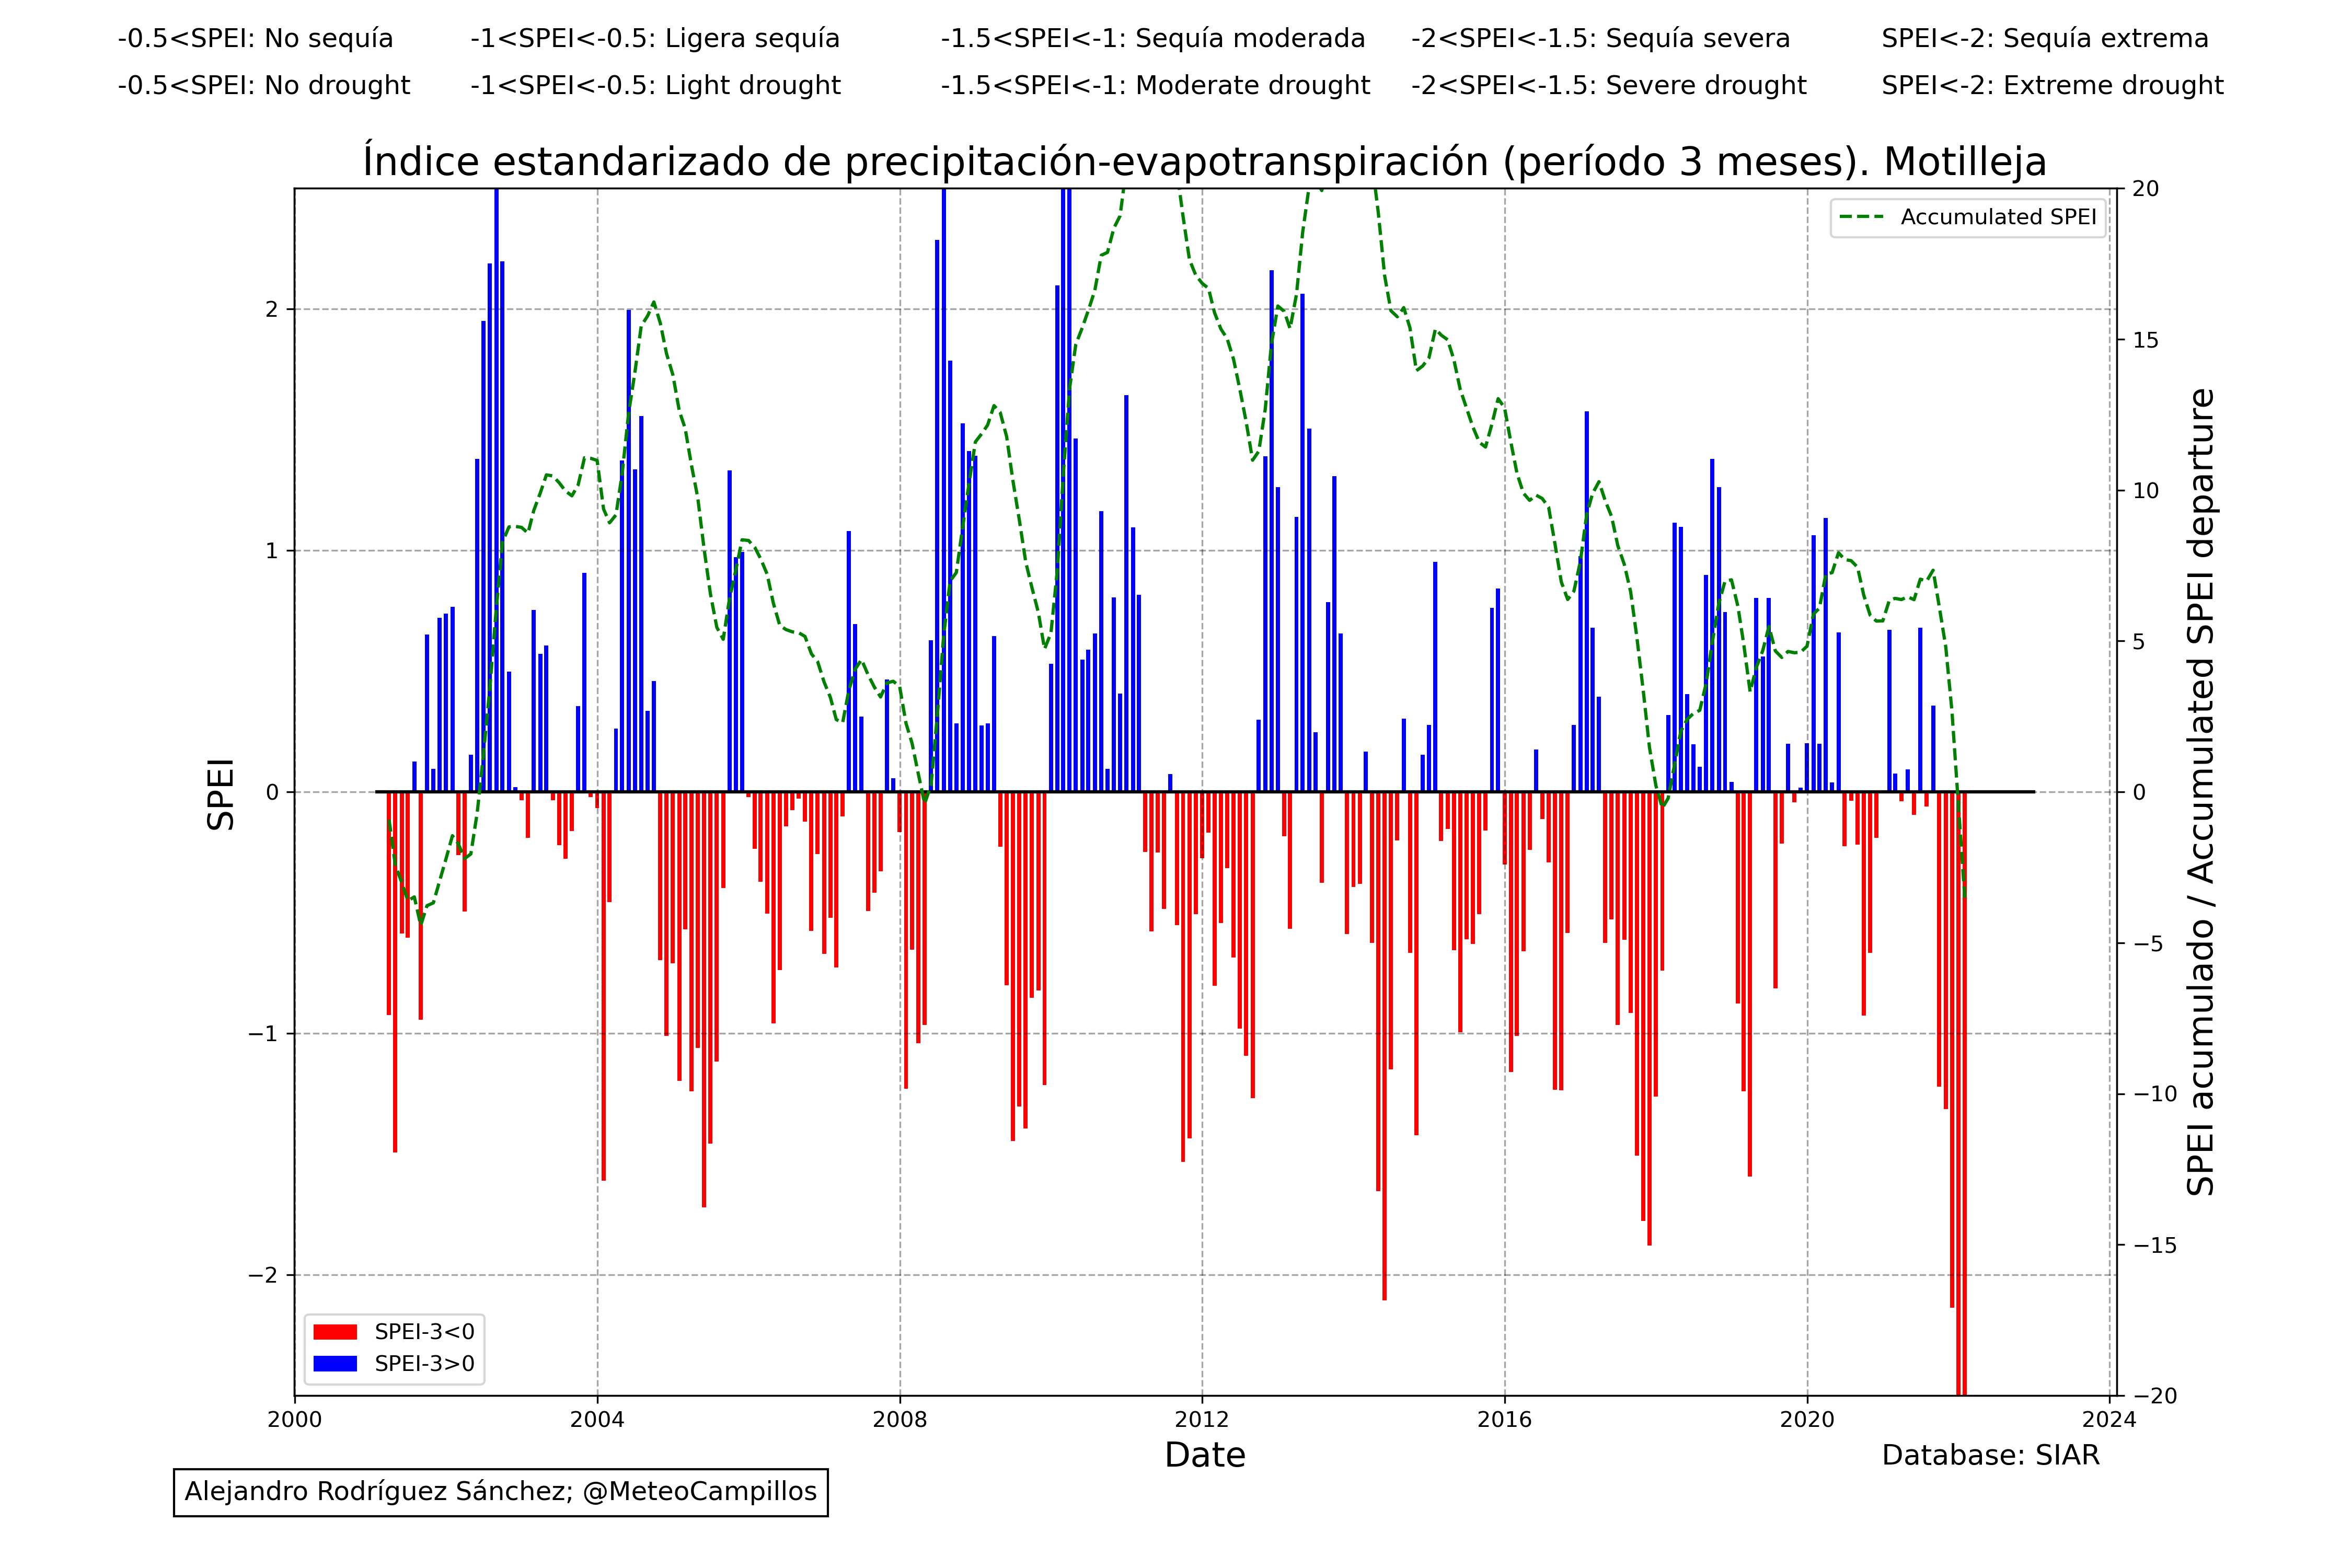 -0.5<SPEI: No sequía -1<SPEI<-0.5: Ligera sequía -1.5<SPEI<-1: Sequía moderada -2<SPEI<-1.5: Sequía severa SPEI<-2: Sequía extrema
-0.5<SPEI: No drought -1<SPEI<-0.5: Light drought -1.5<SPEI<-1: Moderate drought -2<SPEI<-1.5: Severe drought SPEI<-2: Extreme drought
Índice estandarizado de precipitación-evapotranspiración (período 3 meses). Motilleja
Accumulated SPEI
SPEI
2
1
0
−1
−2
20
15
10
5
0
−5
−10
−15
−20
SPEI acumulado / Accumulated SPEI departure
SPEI-3<0
SPEI-3>0
2000 2004 2008 2012 2016 2020 2024
Date
Database: SIAR
Alejandro Rodríguez Sánchez; @MeteoCampillos